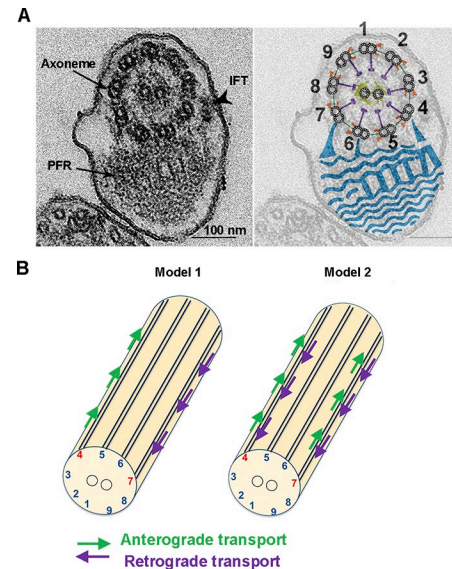 A
Axoneme
IFT
PFR
100 nm
1
2
3
4
5
6
7
8
9
B
Model 1
Model 2
4
5
6
3
7
2
8
1
9
4
5
6
3
7
2
8
1
9
Anterograde transport
Retrograde transport